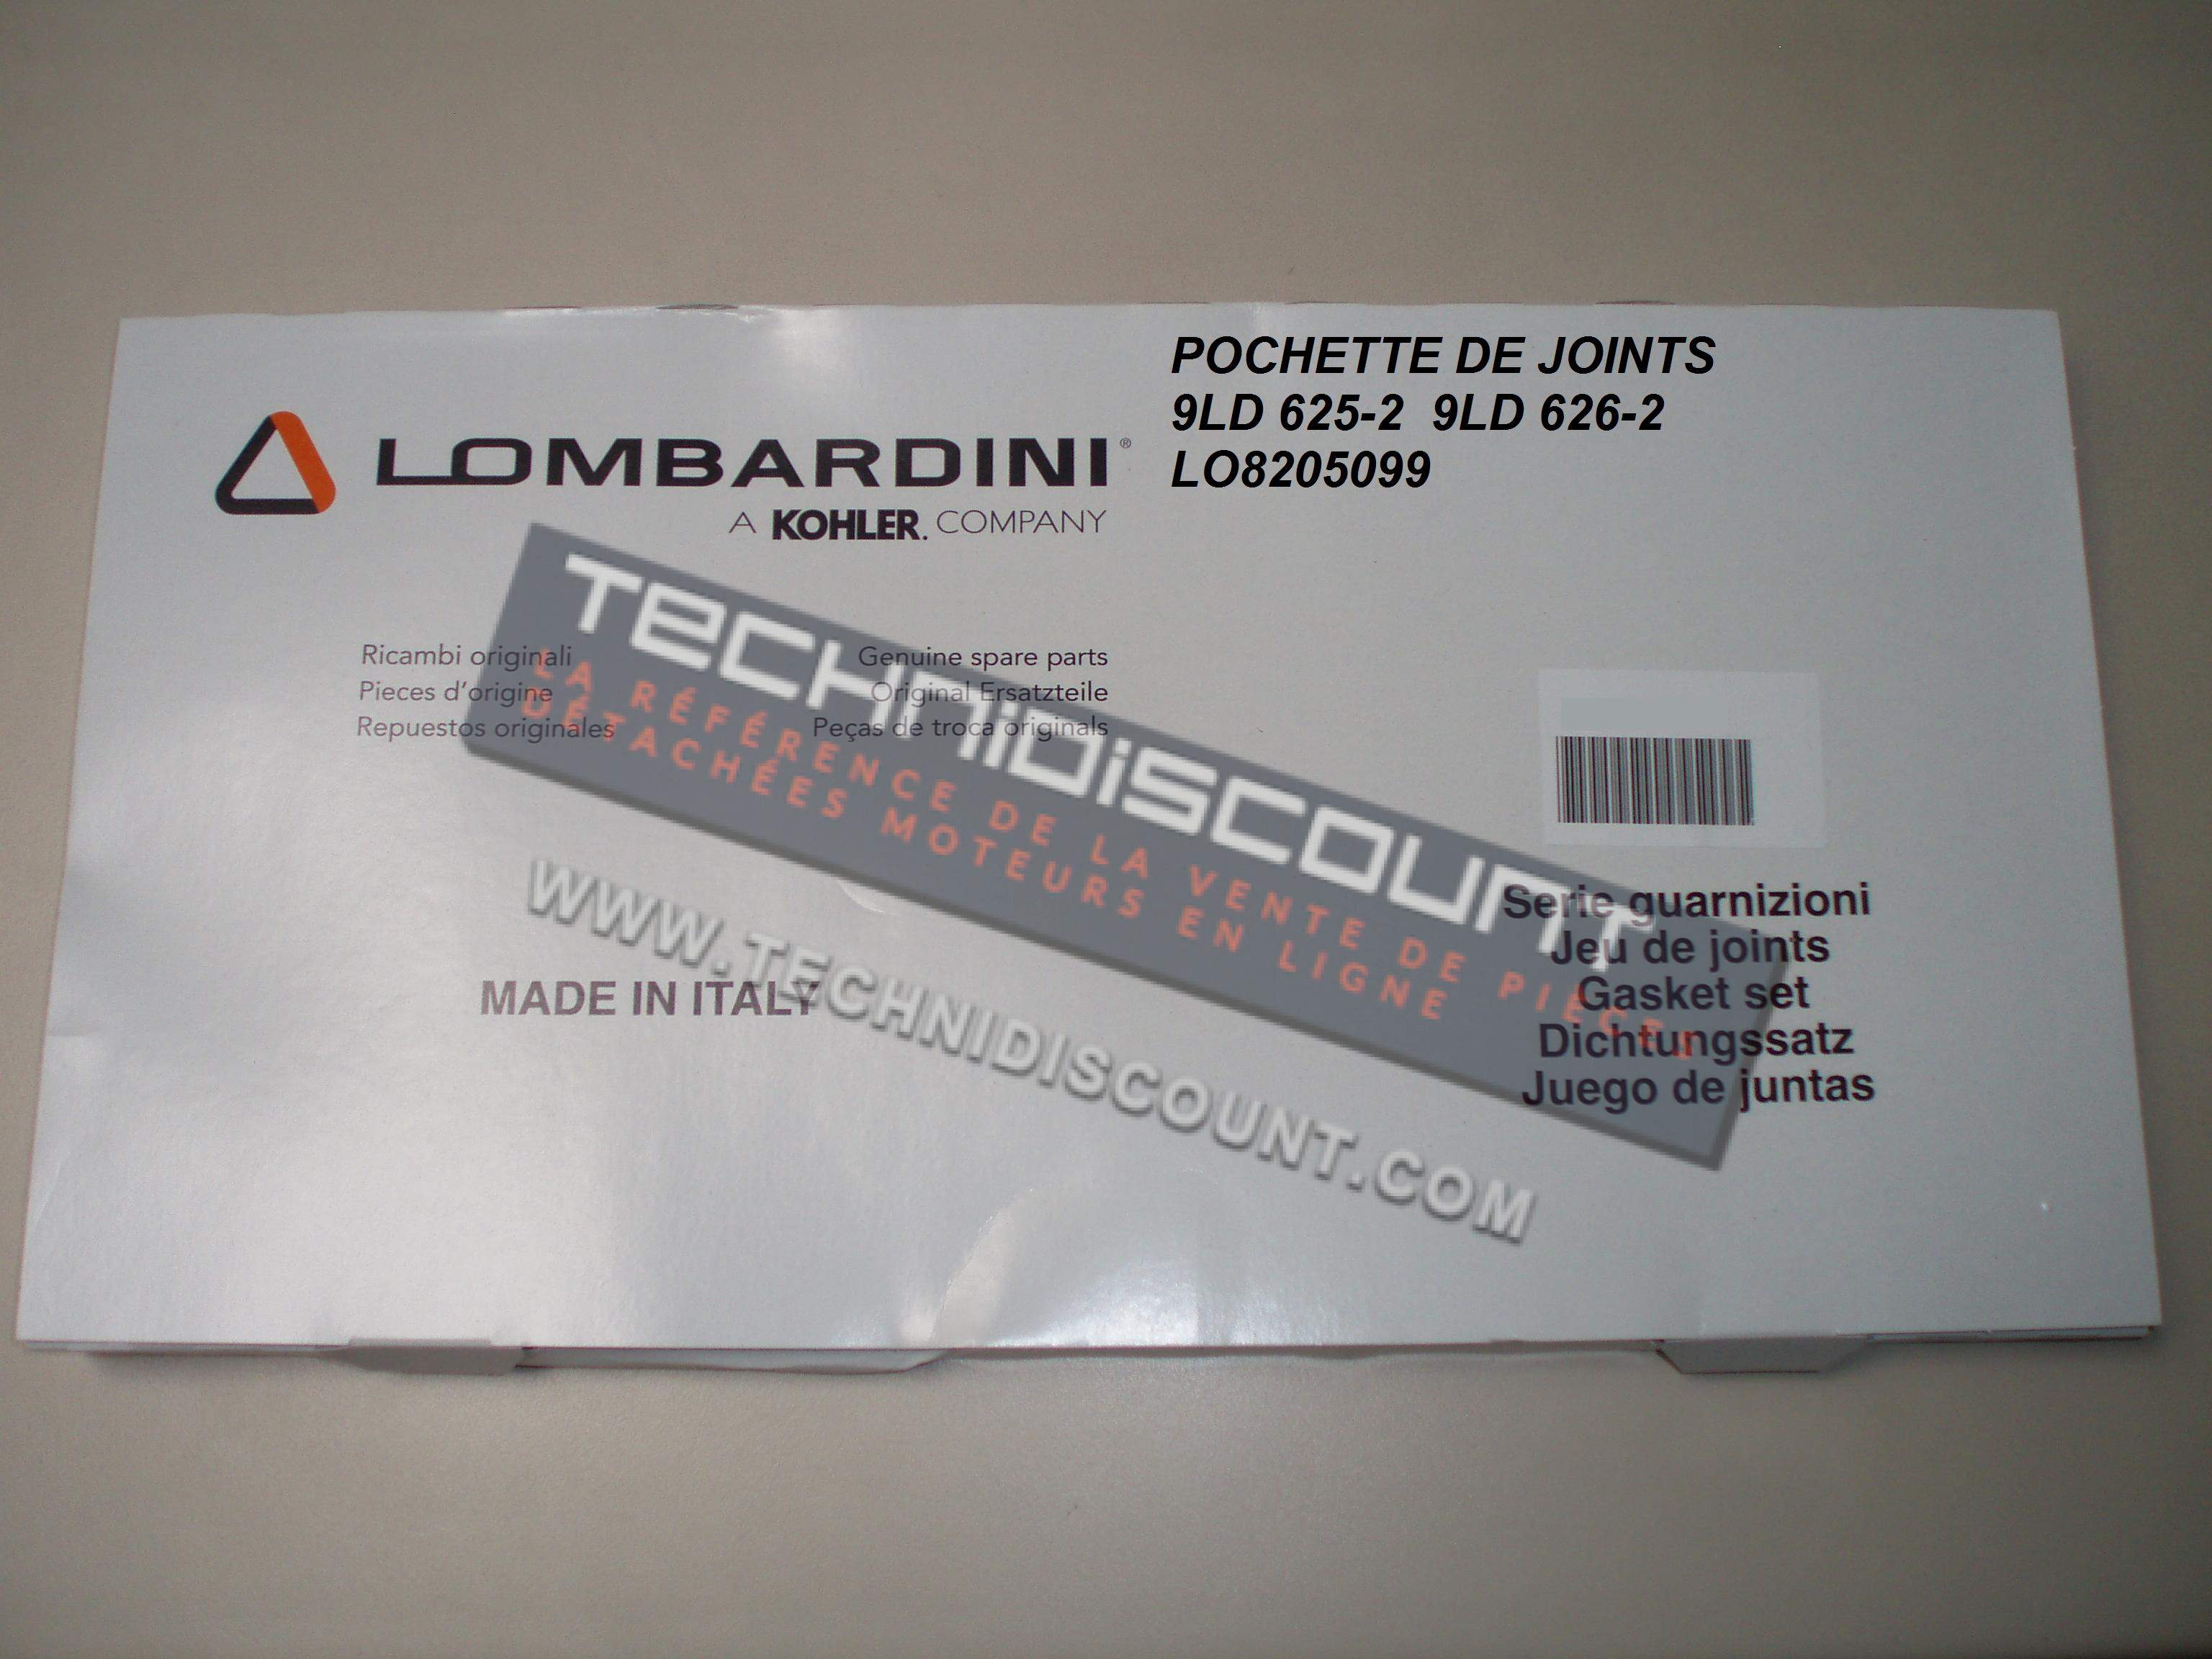 POCHETTE DE JOINTS
9LD 625-2 9LD 626-2
LO8205099
LOMBARDINI®
A KOHLER. COMPANY
Ricambi originali
Pieces d'origine
Repuestos originales
Genuine spare parts
Original Ersatzteile
Peças de troca originals
TECHNIDISCOUNT
LA RÉFÉRENCE DE LA VENTE DE PIÈCES
DÉTACHÉES MOTEURS EN LIGNE
WWW.TECHNIDISCOUNT.COM
MADE IN ITALY
Serie guarnizioni
Jeu de joints
Gasket set
Dichtungssatz
Juego de juntas